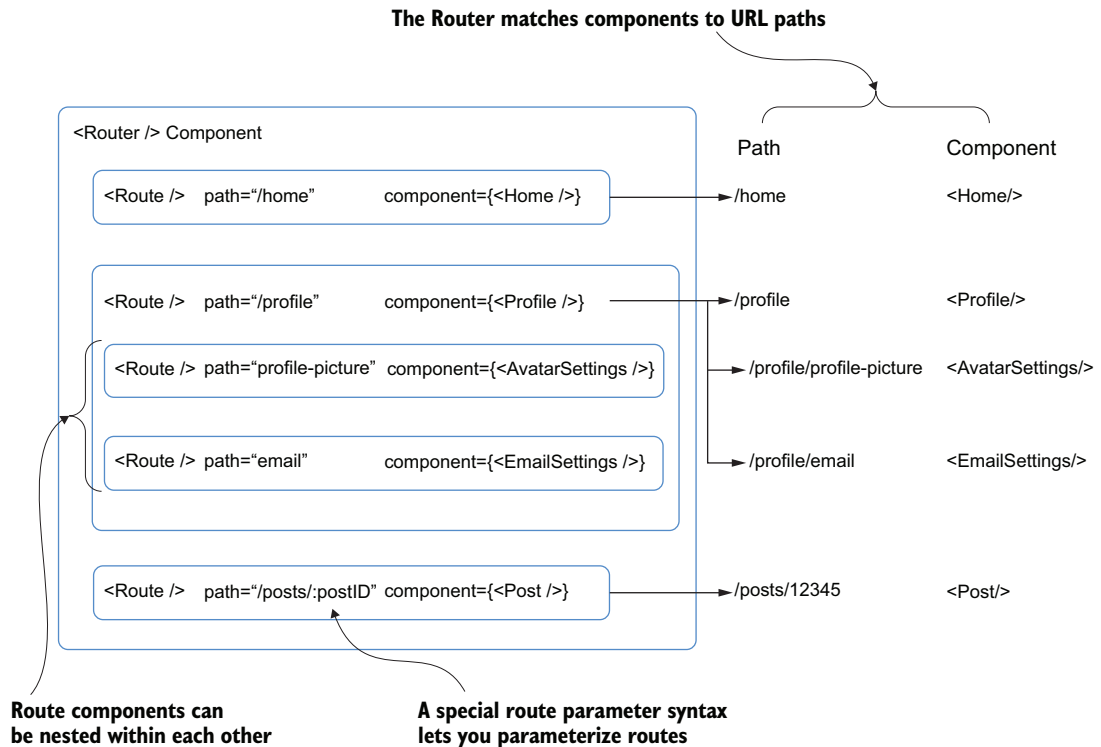 The Router matches components to URL paths
<Router /> Component
Path Component
<Route /> path=“/home” component={<Home />} /home <Home/>
<Route /> path=“/profile” component={<Profile />} /profile <Profile/>
<Route /> path=“profile-picture” component={<AvatarSettings />} /profile/profile-picture <AvatarSettings/>
<Route /> path=“email” component={<EmailSettings />} /profile/email <EmailSettings/>
<Route /> path=“/posts/:postID” component={<Post />} /posts/12345 <Post/>
Route components can
be nested within each other
A special route parameter syntax
lets you parameterize routes